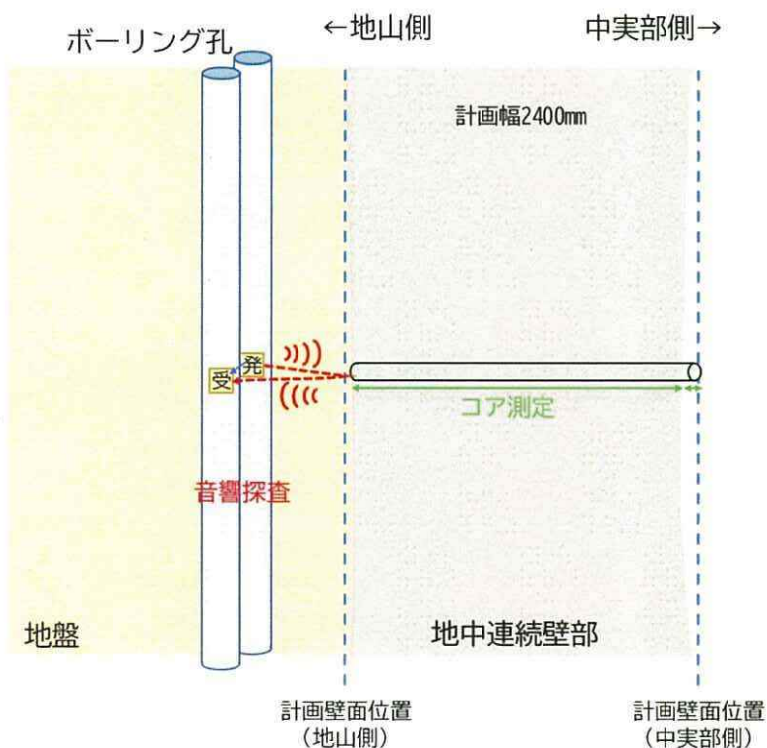 ←地山側
中実部側→
ボーリング孔
計画幅2400mm
発
受
コア測定
音響探査
地盤
地中連続壁部
計画壁面位置
（地山側）
計画壁面位置
（中実部側）